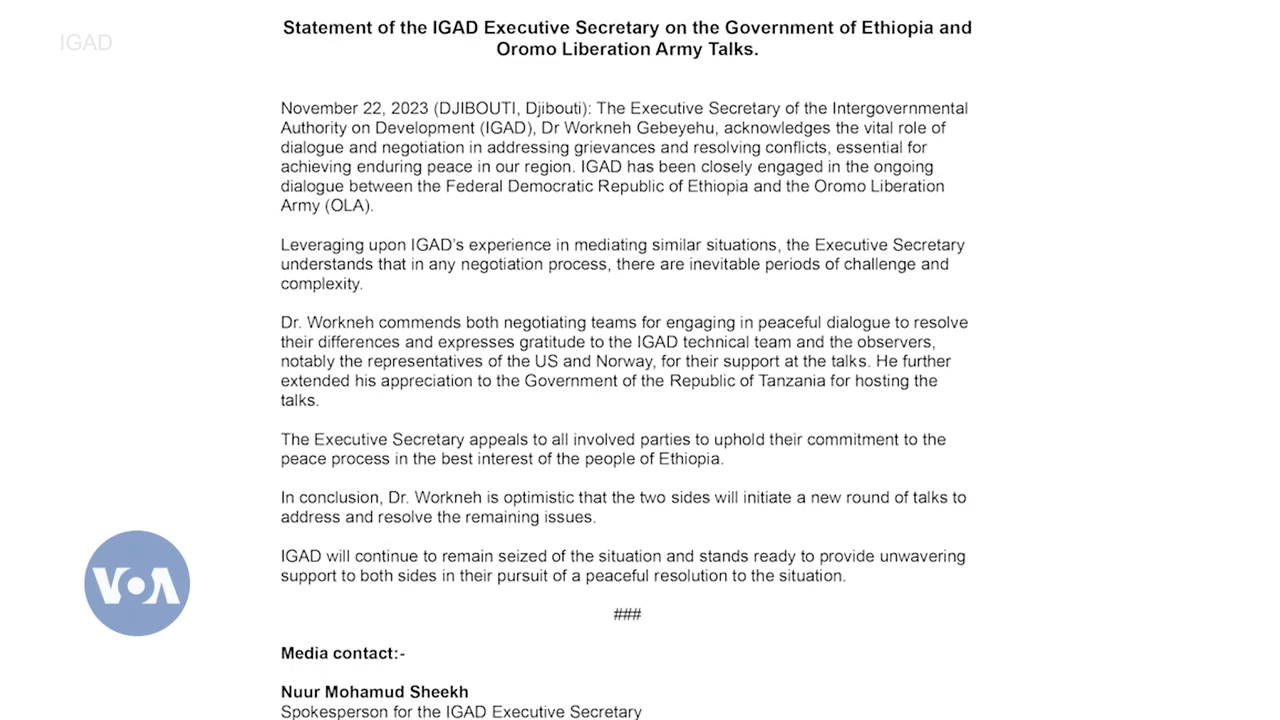 IGAD
Statement of the IGAD Executive Secretary on the Government of Ethiopia and
Oromo Liberation Army Talks.
November 22, 2023 (DJIBOUTI, Djibouti): The Executive Secretary of the Intergovernmental
Authority on Development (IGAD), Dr Workneh Gebeyehu, acknowledges the vital role of
dialogue and negotiation in addressing grievances and resolving conflicts, essential for
achieving enduring peace in our region. IGAD has been closely engaged in the ongoing
dialogue between the Federal Democratic Republic of Ethiopia and the Oromo Liberation
Army (OLA).
Leveraging upon IGAD's experience in mediating similar situations, the Executive Secretary
understands that in any negotiation process, there are inevitable periods of challenge and
complexity.
Dr. Workneh commends both negotiating teams for engaging in peaceful dialogue to resolve
their differences and expresses gratitude to the IGAD technical team and the observers,
notably the representatives of the US and Norway, for their support at the talks. He further
extended his appreciation to the Government of the Republic of Tanzania for hosting the
talks.
The Executive Secretary appeals to all involved parties to uphold their commitment to the
peace process in the best interest of the people of Ethiopia.
In conclusion, Dr. Workneh is optimistic that the two sides will initiate a new round of talks to
address and resolve the remaining issues.
IGAD will continue to remain seized of the situation and stands ready to provide unwavering
support to both sides in their pursuit of a peaceful resolution to the situation.
VOA
###
Media contact:-
Nuur Mohamud Sheekh
Spokesperson for the IGAD Executive Secretary